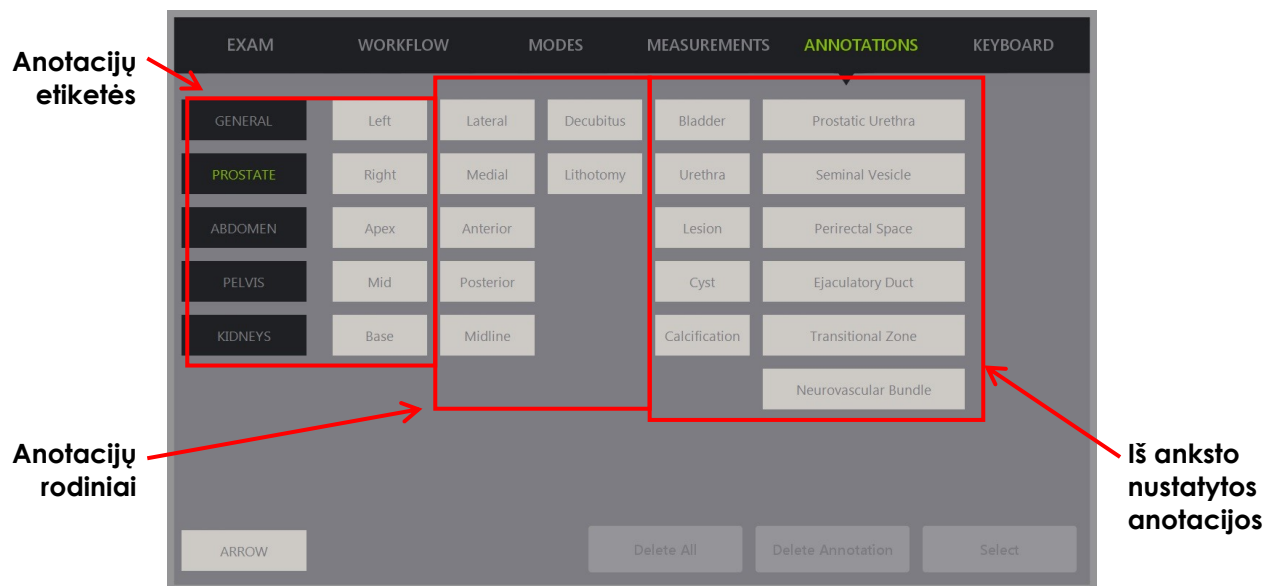 EXAM WORKFLOW MODES MEASUREMENTS ANNOTATIONS KEYBOARD
Anotacijų
etiketės
GENERAL Left Lateral Decubitus Bladder Prostatic Urethra
PROSTATE Right Medial Lithotomy Urethra Seminal Vesicle
ABDOMEN Apex Anterior Lesion Perirectal Space
PELVIS Mid Posterior Cyst Ejaculatory Duct
KIDNEYS Base Midline Calcification Transitional Zone
Neurovascular Bundle
Anotacijų
rodiniai
Iš anksto
nustatytos
anotacijos
ARROW Delete All Delete Annotation Select